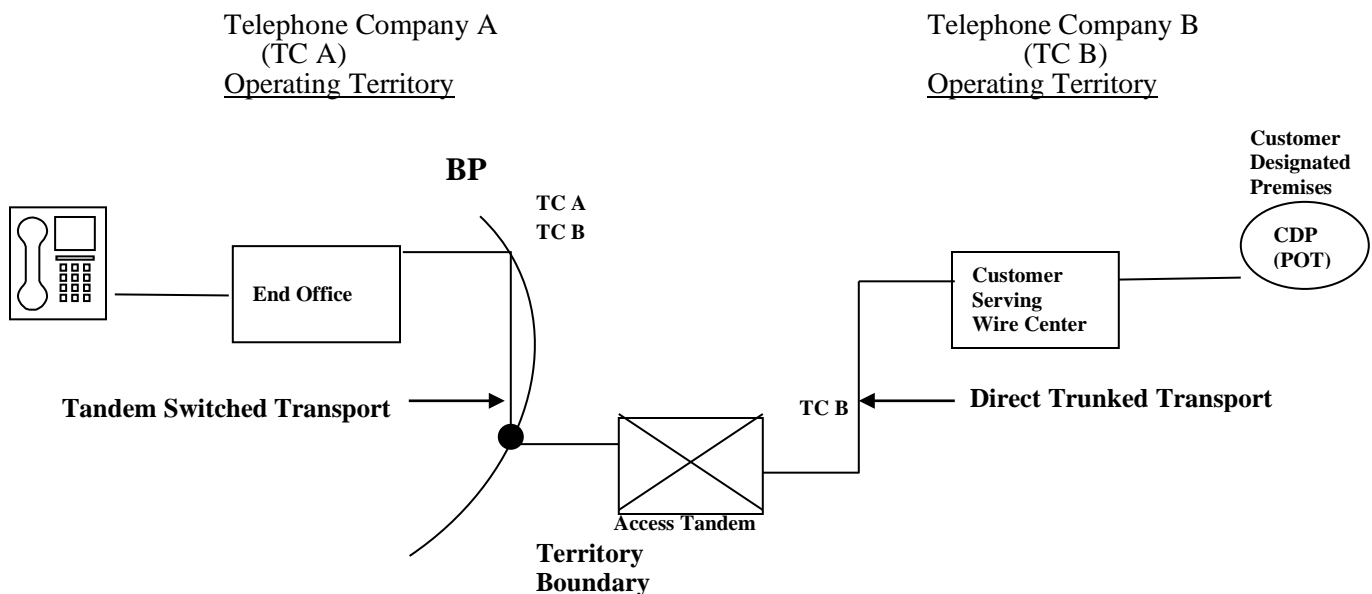 Telephone Company A
(TC A)
Operating Territory
Telephone Company B
(TC B)
Operating Territory
Customer
Designated
Premises
BP
TC A
TC B
CDP
(POT)
End Office
Customer
Serving
Wire Center
Tandem Switched Transport
TC B
Direct Trunked Transport
Access Tandem
Territory
Boundary